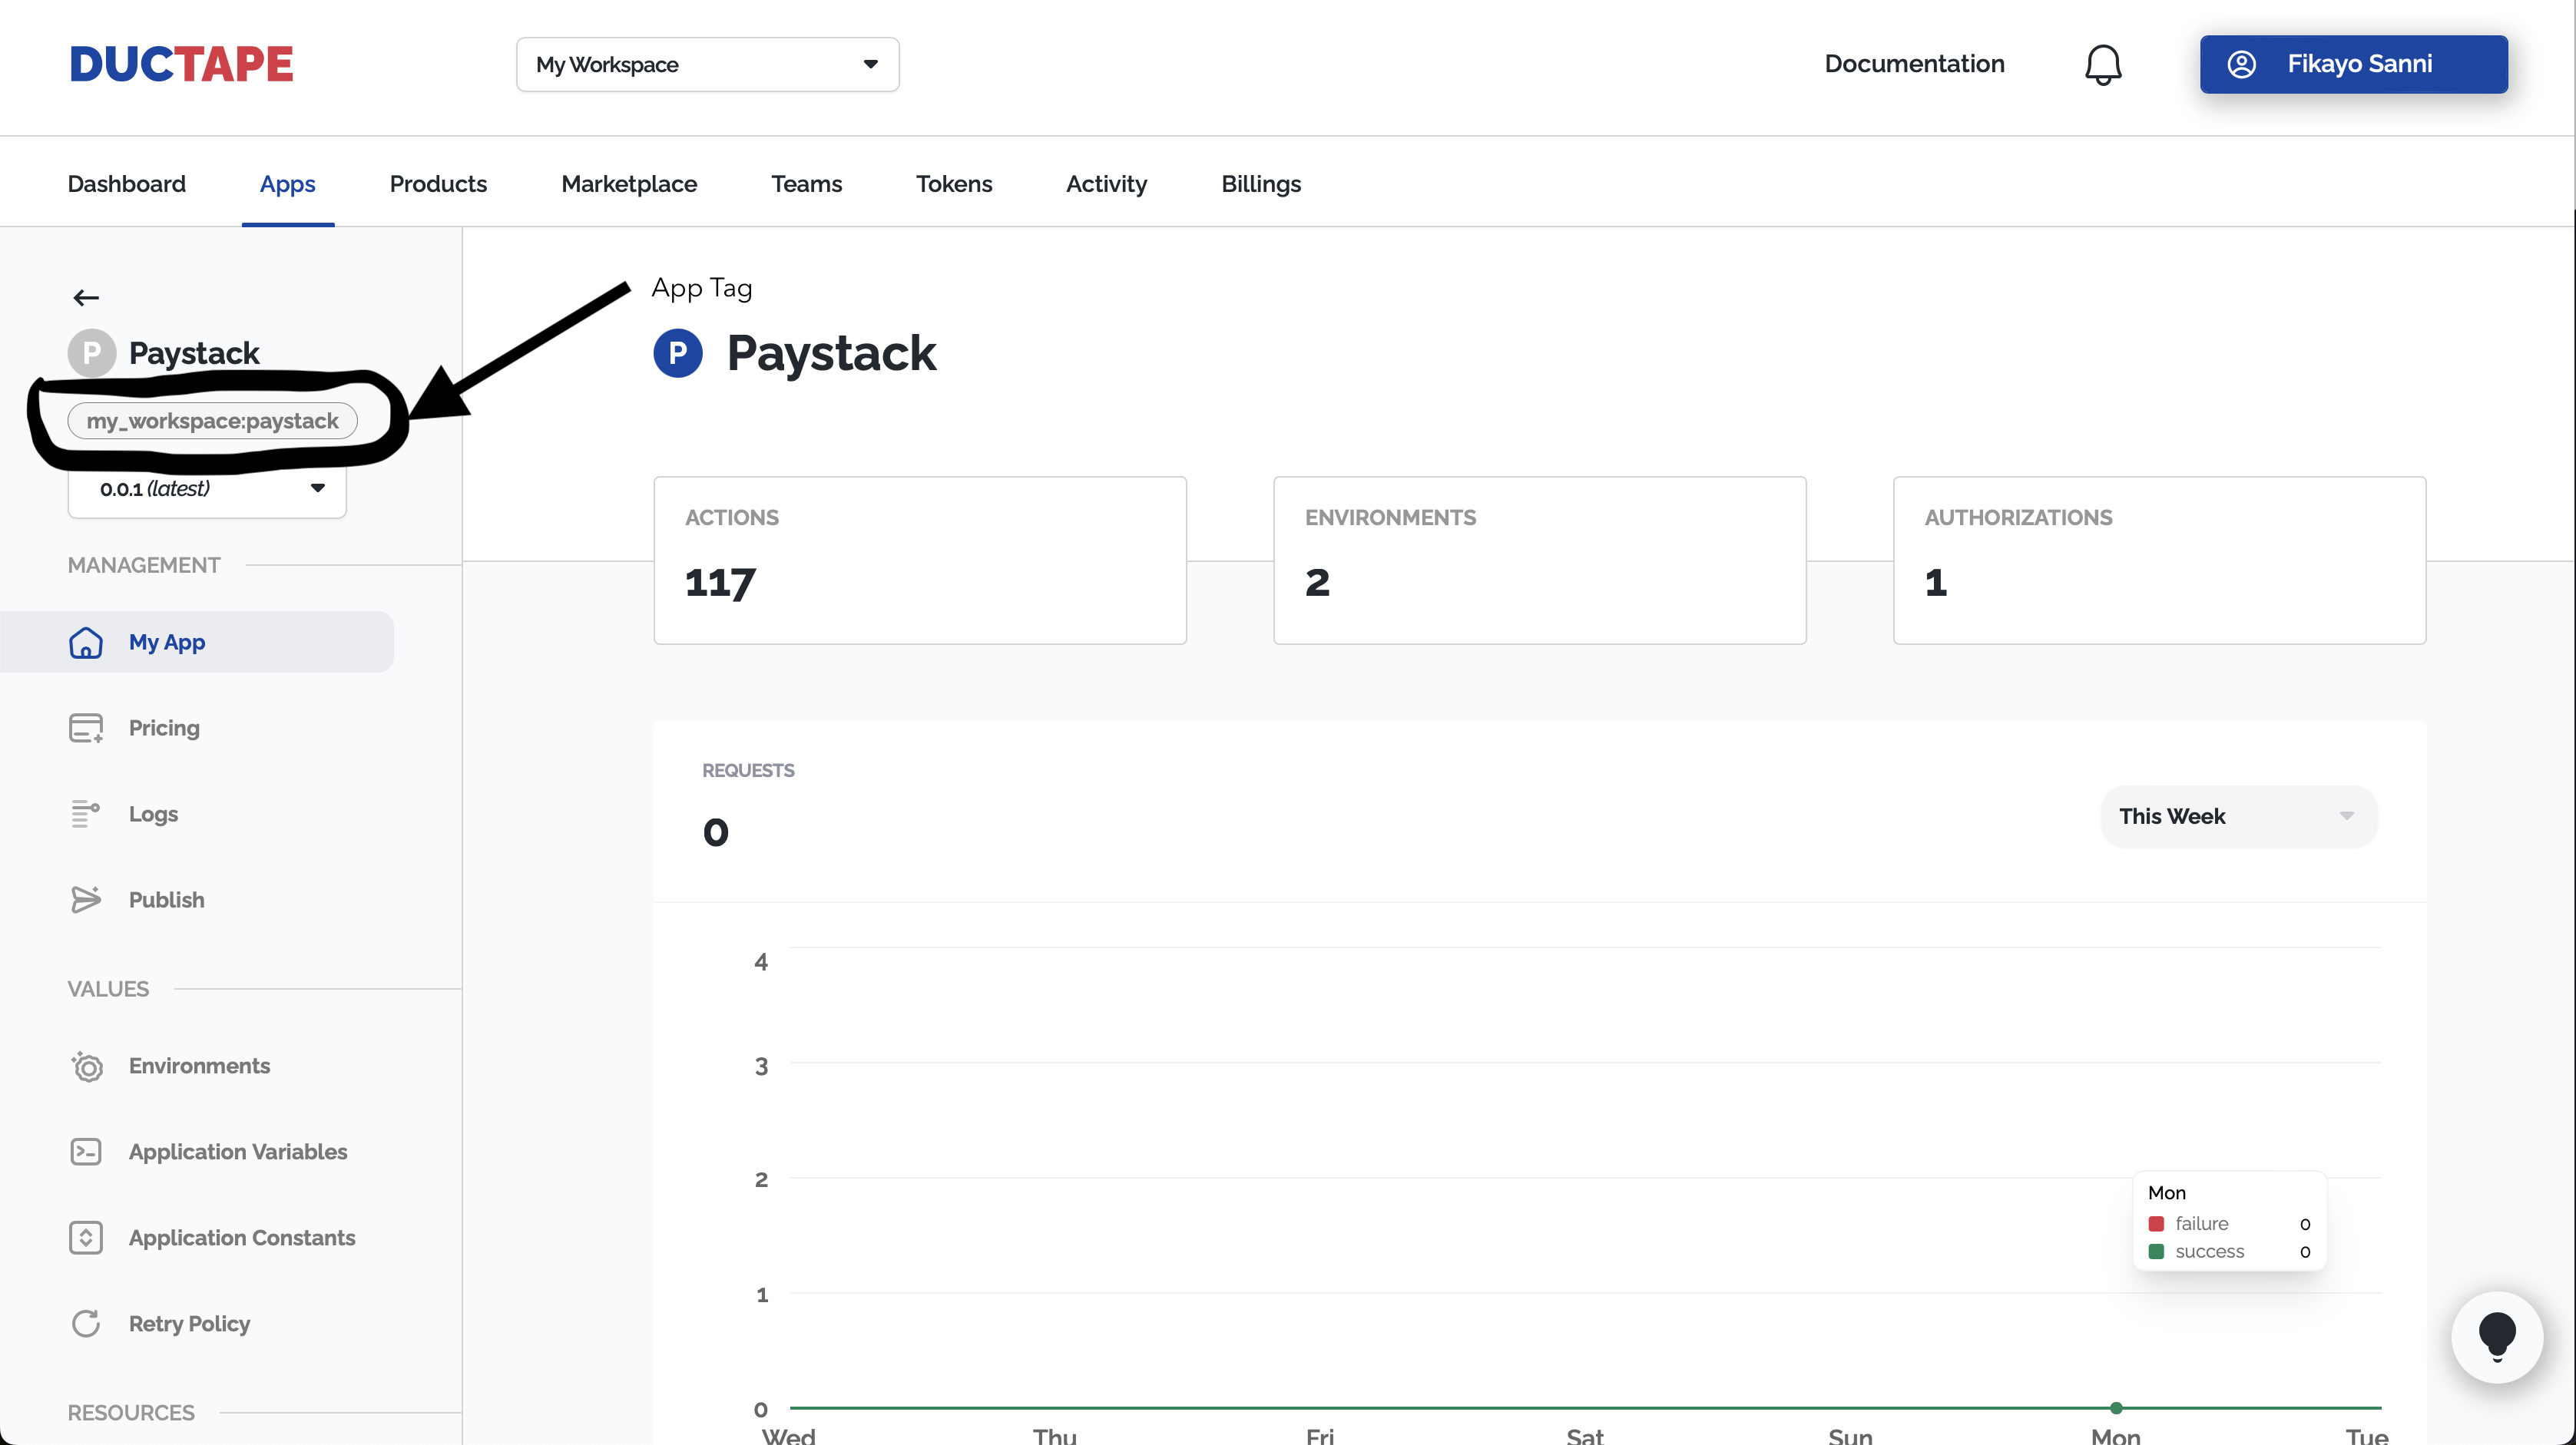 DUCTAPE
My Workspace
Documentation
Fikayo Sanni
Dashboard
Apps
Products
Marketplace
Teams
Tokens
Activity
Billings
App Tag
P Paystack
my_workspace:paystack
0.0.1 (latest)
MANAGEMENT
My App
Pricing
Logs
Publish
VALUES
Environments
Application Variables
Application Constants
Retry Policy
RESOURCES
P Paystack
ACTIONS
117
ENVIRONMENTS
2
AUTHORIZATIONS
1
REQUESTS
0
This Week
4
3
2
1
0
Mon
failure 0
success 0
Wed Thu Fri Sat Sun Mon Tue